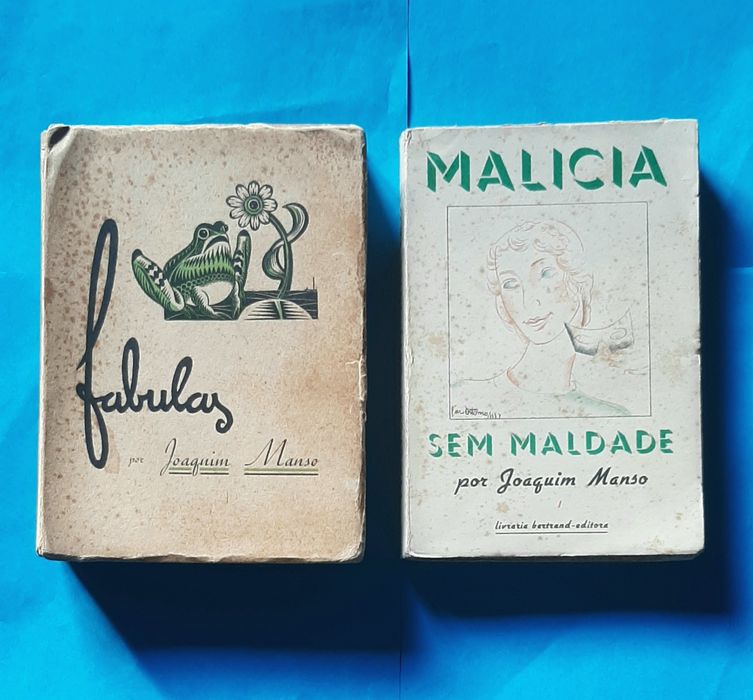 fabulas
por Joaquim Manso
MALICIA
SEM MALDADE
por Joaquim Manso
livraria bertrand-editora